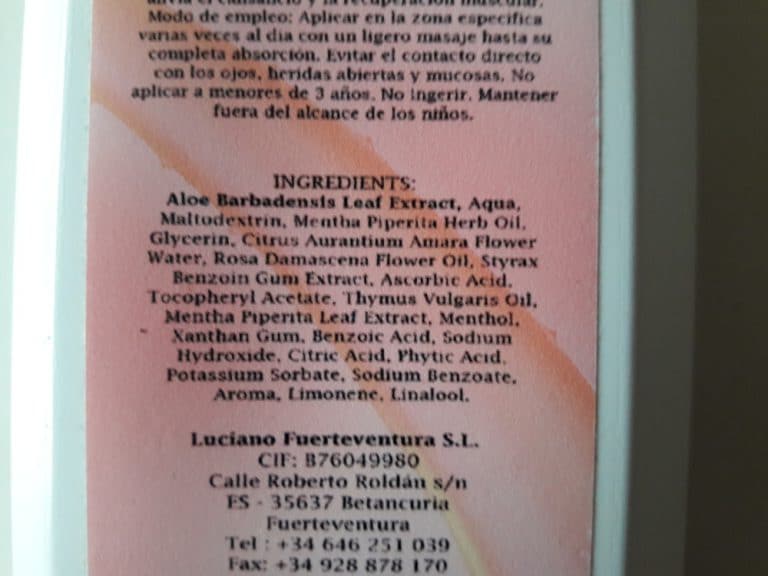 alivia el cansancio y la recuperación muscular.
Modo de empleo: Aplicar en la zona específica
varias veces al día con un ligero masaje hasta su
completa absorción. Evitar el contacto directo
con los ojos, heridas abiertas y mucosas. No
aplicar a menores de 3 años. No ingerir. Mantener
fuera del alcance de los niños.
INGREDIENTS:
Aloe Barbadensis Leaf Extract, Aqua,
Maltodextrin, Mentha Piperita Herb Oil,
Glycerin, Citrus Aurantium Amara Flower
Water, Rosa Damascena Flower Oil, Styrax
Benzoin Gum Extract, Ascorbic Acid,
Tocopheryl Acetate, Thymus Vulgaris Oil,
Mentha Piperita Leaf Extract, Menthol,
Xanthan Gum, Benzoic Acid, Sodium
Hydroxide, Citric Acid, Phytic Acid,
Potassium Sorbate, Sodium Benzoate,
Aroma, Limonene, Linalool.
Luciano Fuerteventura S.L.
CIF: B76049980
Calle Roberto Roldán s/n
ES - 35637 Betancuria
Fuerteventura
Tel : +34 646 251 039
Fax: +34 928 878 170